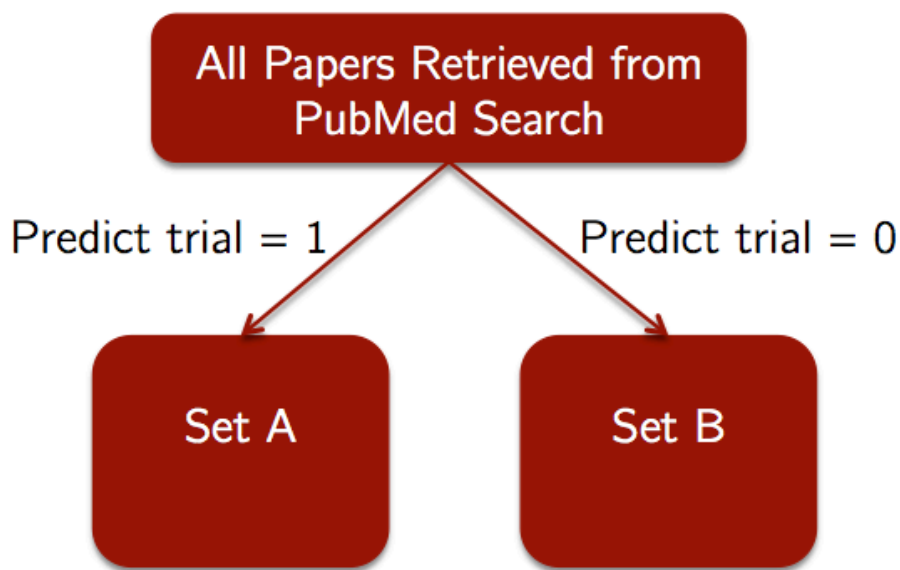 All Papers Retrieved from
PubMed Search
Predict trial = 1
Predict trial = 0
Set A
Set B